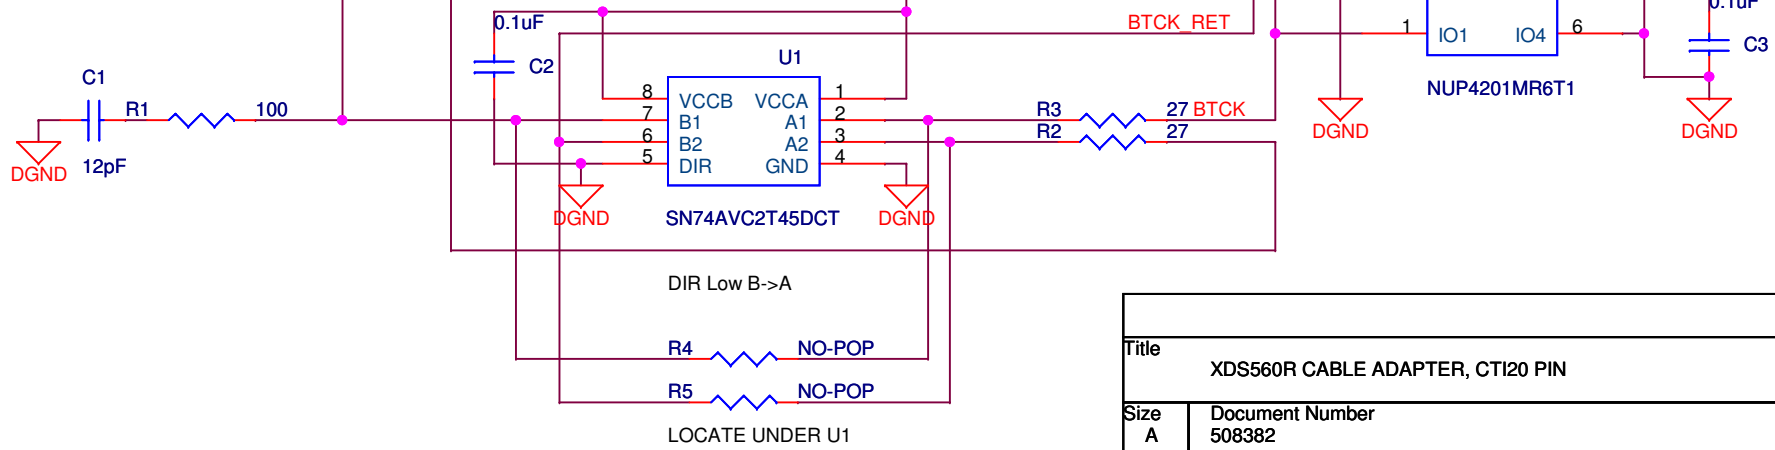 0.1uF
BTCK_RET
1
IO1
IO4
6
C3
U1
C2
NUP4201MR6T1
C1
8
VCCB
VCCA
1
R1
100
7
B1
A1
2
R3
27
BTCK
6
B2
A2
3
R2
27
DGND
DGND
5
DIR
GND
4
12pF
DGND
DGND
SN74AVC2T45DCT
DGND
DIR Low B->A
R4
NO-POP
Title
XDS560R CABLE ADAPTER, CTI20 PIN
R5
NO-POP
Size
Document Number
A
508382
LOCATE UNDER U1